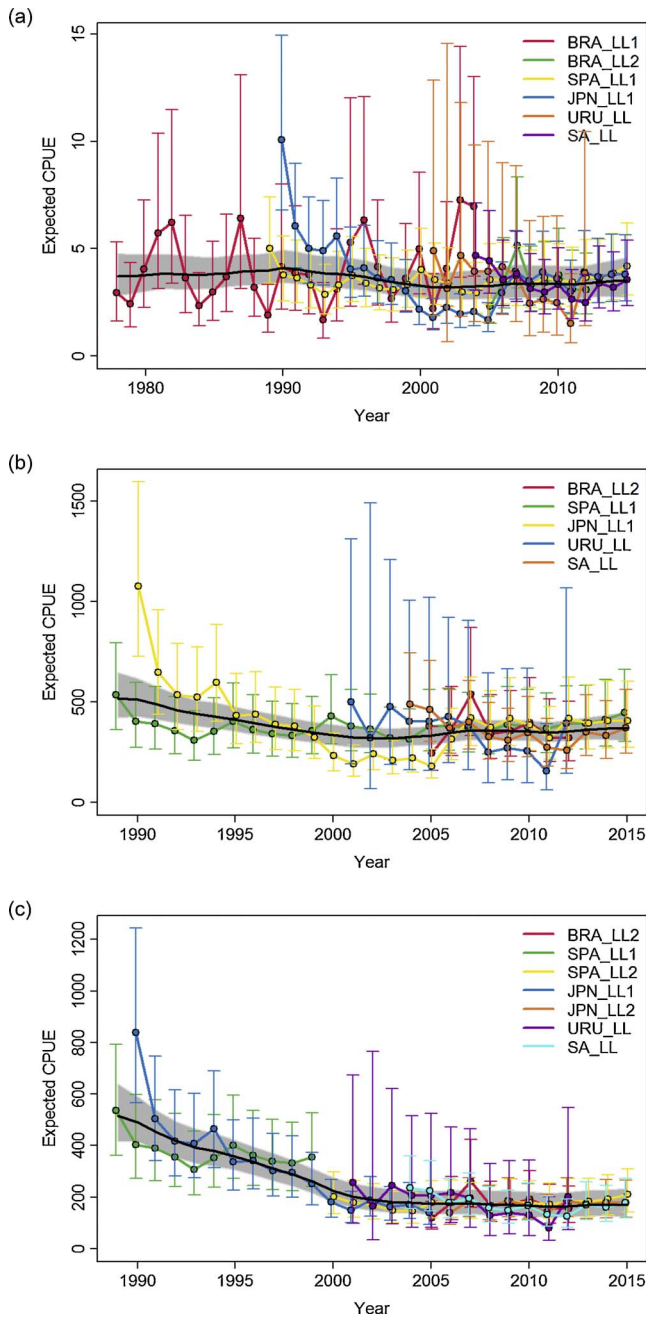 (a)
15
10
5
0
Expected CPUE
BRA_LL1
BRA_LL2
SPA_LL1
JPN_LL1
URU_LL
SA_LL
1980 1990 2000 2010
Year
(b)
1500
1000
500
0
Expected CPUE
BRA_LL2
SPA_LL1
JPN_LL1
URU_LL
SA_LL
1990 1995 2000 2005 2010 2015
Year
(c)
1200
1000
800
600
400
200
0
Expected CPUE
BRA_LL2
SPA_LL1
SPA_LL2
JPN_LL1
JPN_LL2
URU_LL
SA_LL
1990 1995 2000 2005 2010 2015
Year